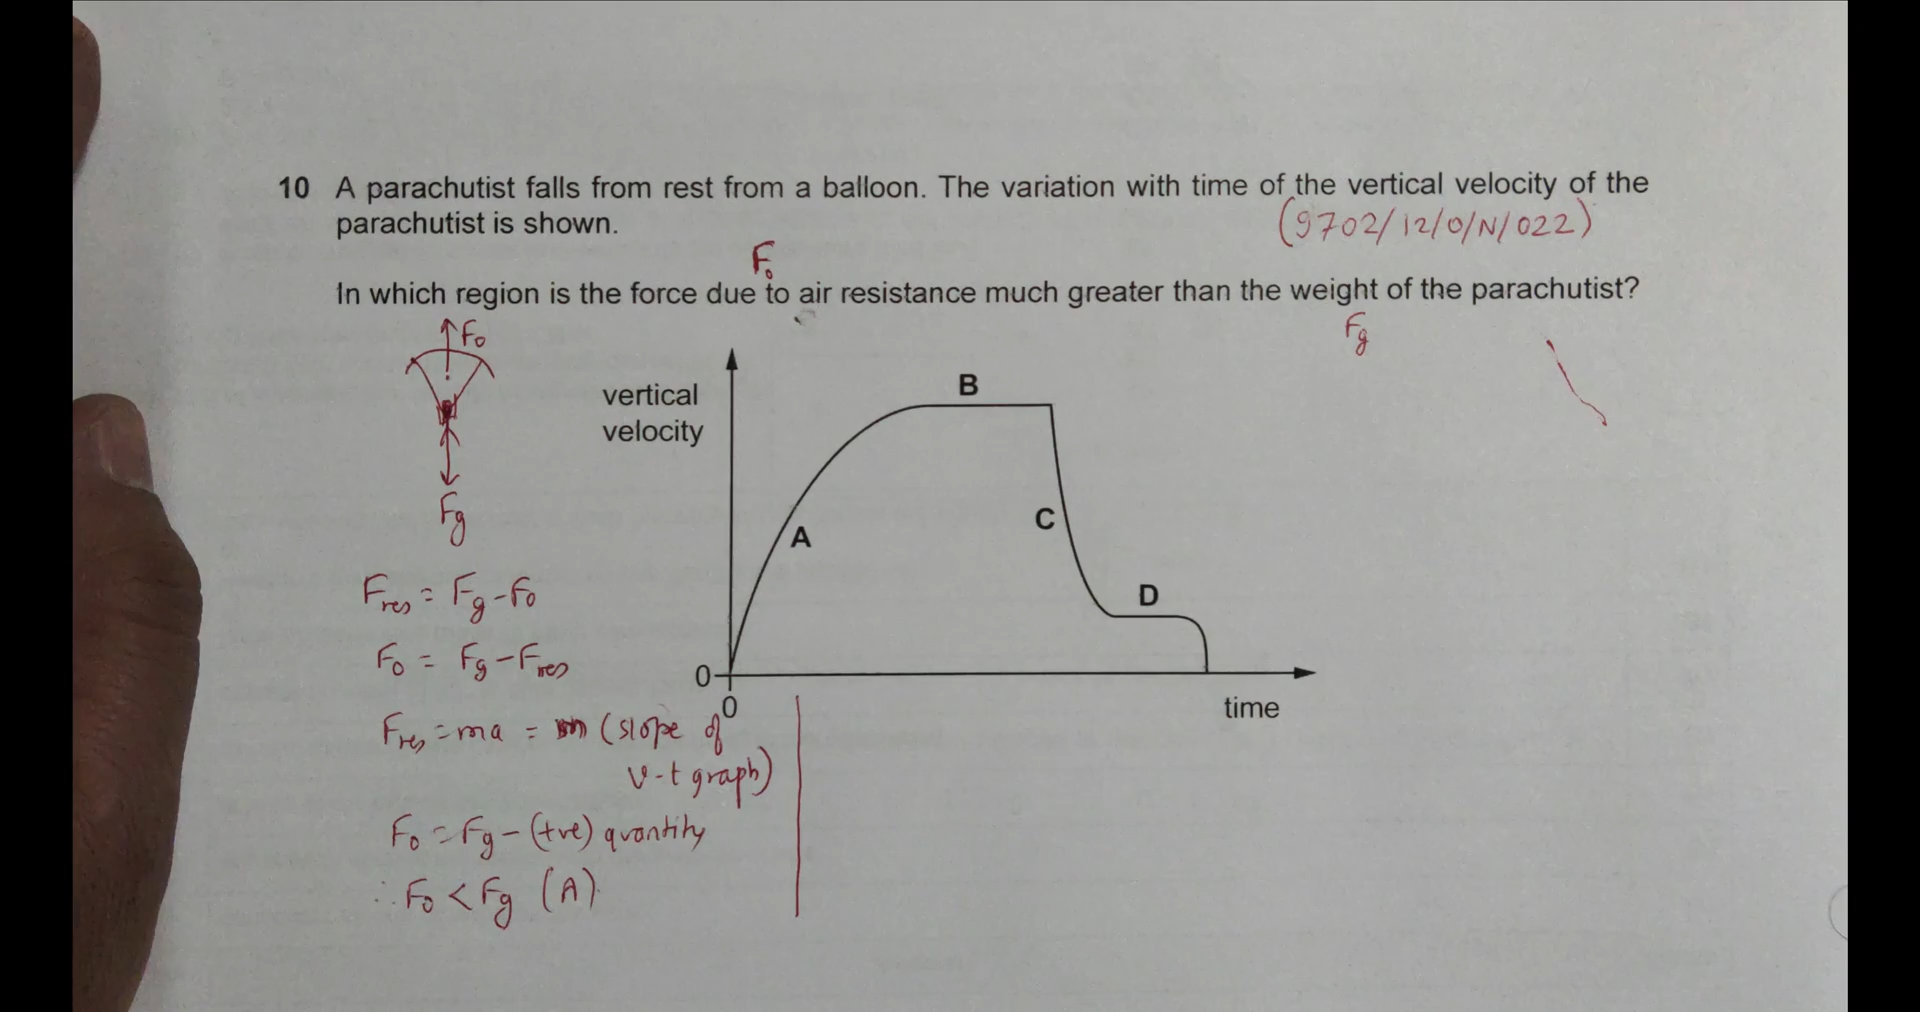 10 A parachutist falls from rest from a balloon. The variation with time of the vertical velocity of the
parachutist is shown.
(9702/12/O/N/022)
F₀
In which region is the force due to air resistance much greater than the weight of the parachutist?
Fg
F₀
B
vertical
velocity
A
C
Fg
D
Fres = Fg - F₀
F₀ = Fg - Fres
0
0
time
Fres = ma = m (slope of
v-t graph)
F₀ = Fg - (+ve) quantity
∴ F₀ < Fg (A)